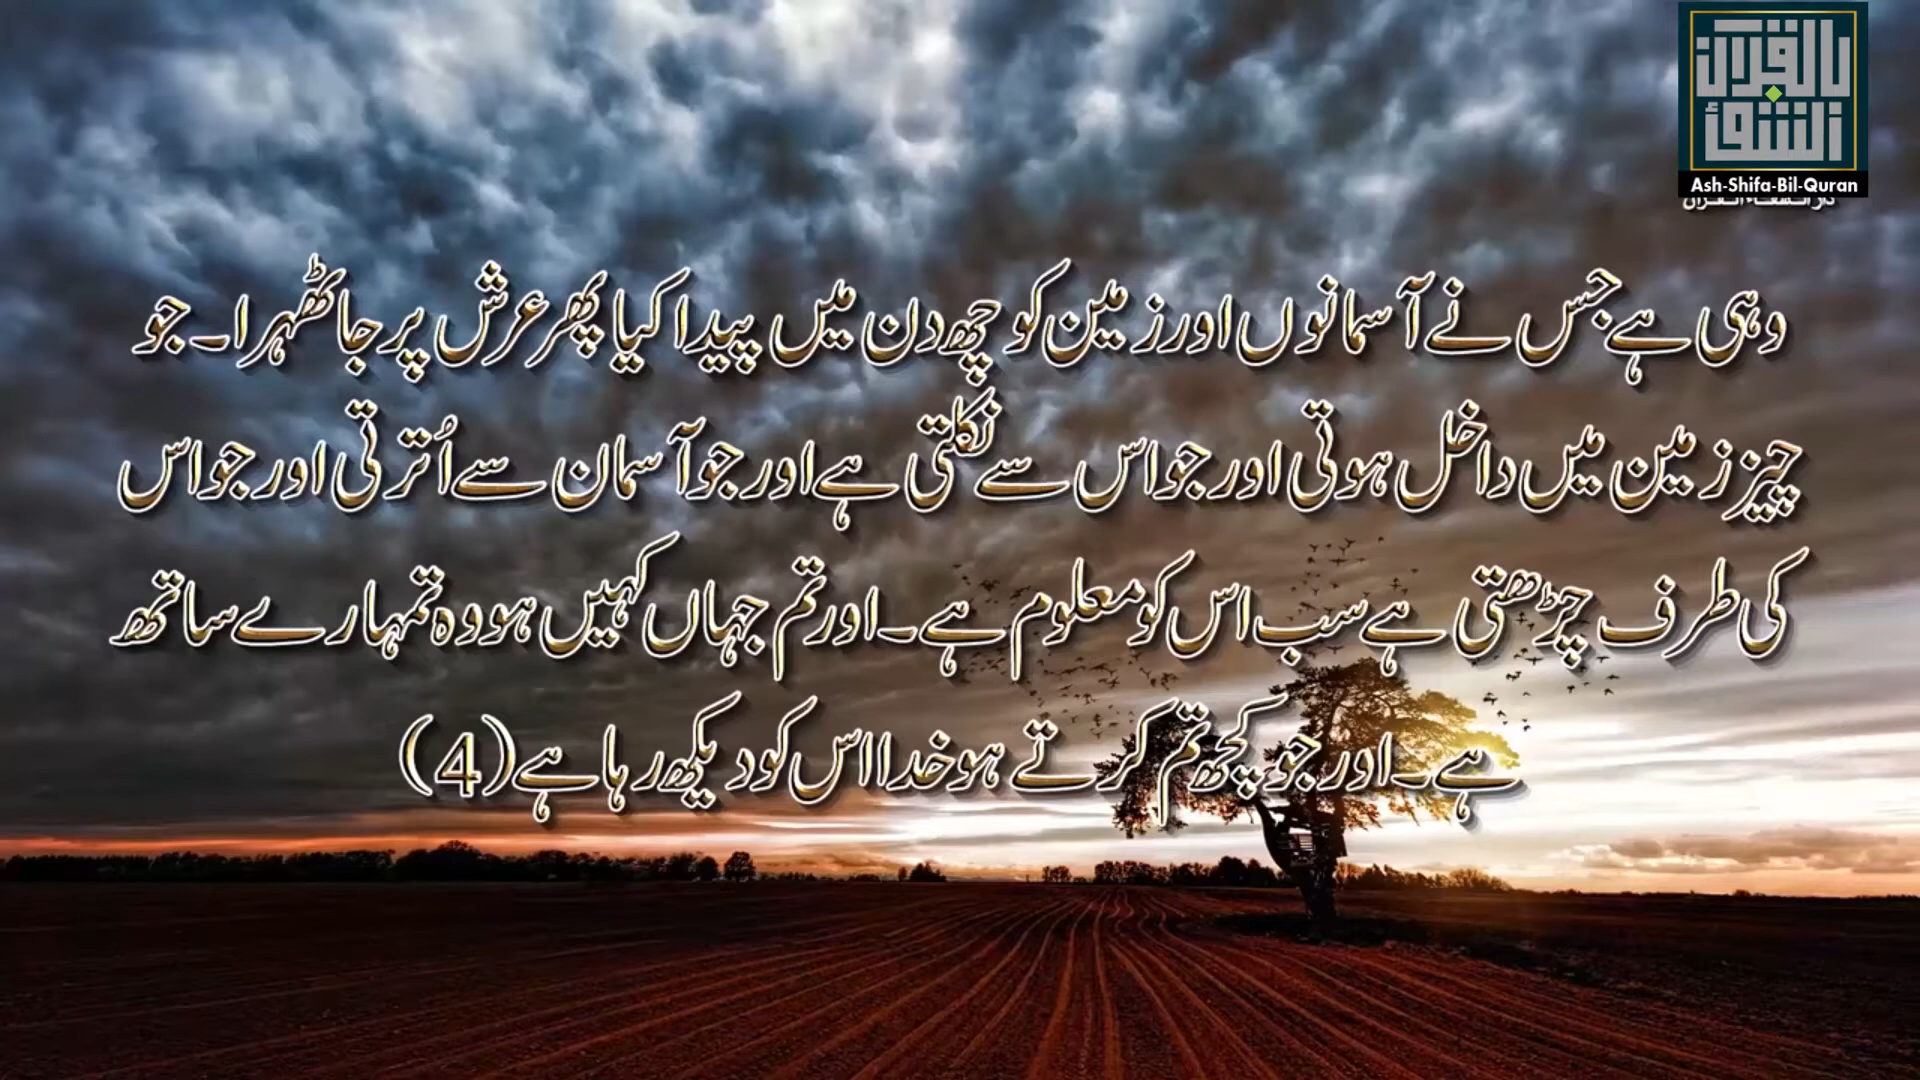 بالقرآن
الشفائ
Ash-Shifa-Bil-Quran
وہی ہے جس نے آسمانوں اور زمین کو چھ دن میں پیدا کیا پھر عرش پر جا ٹھہرا۔ جو
چیز زمین میں داخل ہوتی اور جو اس سے نکلتی ہے اور جو آسمان سے اُترتی اور جو اس
کی طرف چڑھتی ہے سب اس کو معلوم ہے۔ اور تم جہاں کہیں ہو وہ تمہارے ساتھ
ہے۔ اور جو کچھ تم کرتے ہو خدا اس کو دیکھ رہا ہے (4)